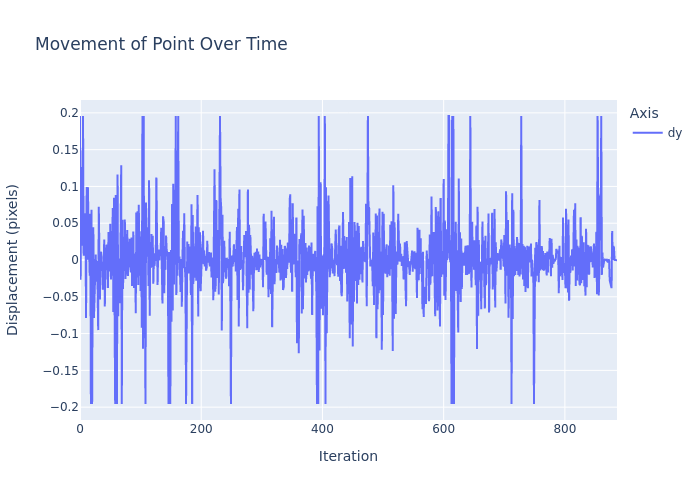 Movement of Point Over Time
Axis
dy
Displacement (pixels)
0.2
0.15
0.1
0.05
0
−0.05
−0.1
−0.15
−0.2
0
200
400
600
800
Iteration